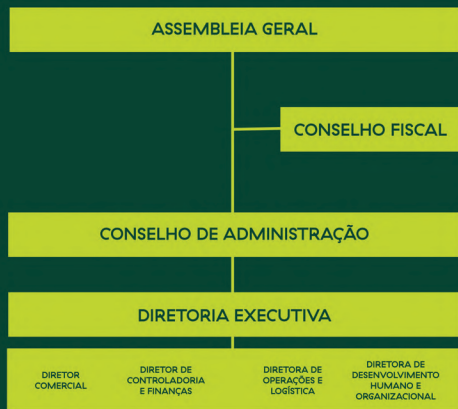 ASSEMBLEIA GERAL
CONSELHO FISCAL
CONSELHO DE ADMINISTRAÇÃO
DIRETORIA EXECUTIVA
DIRETOR
COMERCIAL
DIRETOR DE
CONTROLADORIA
E FINANÇAS
DIRETORA DE
OPERAÇÕES E
LOGÍSTICA
DIRETORA DE
DESENVOLVIMENTO
HUMANO E
ORGANIZACIONAL